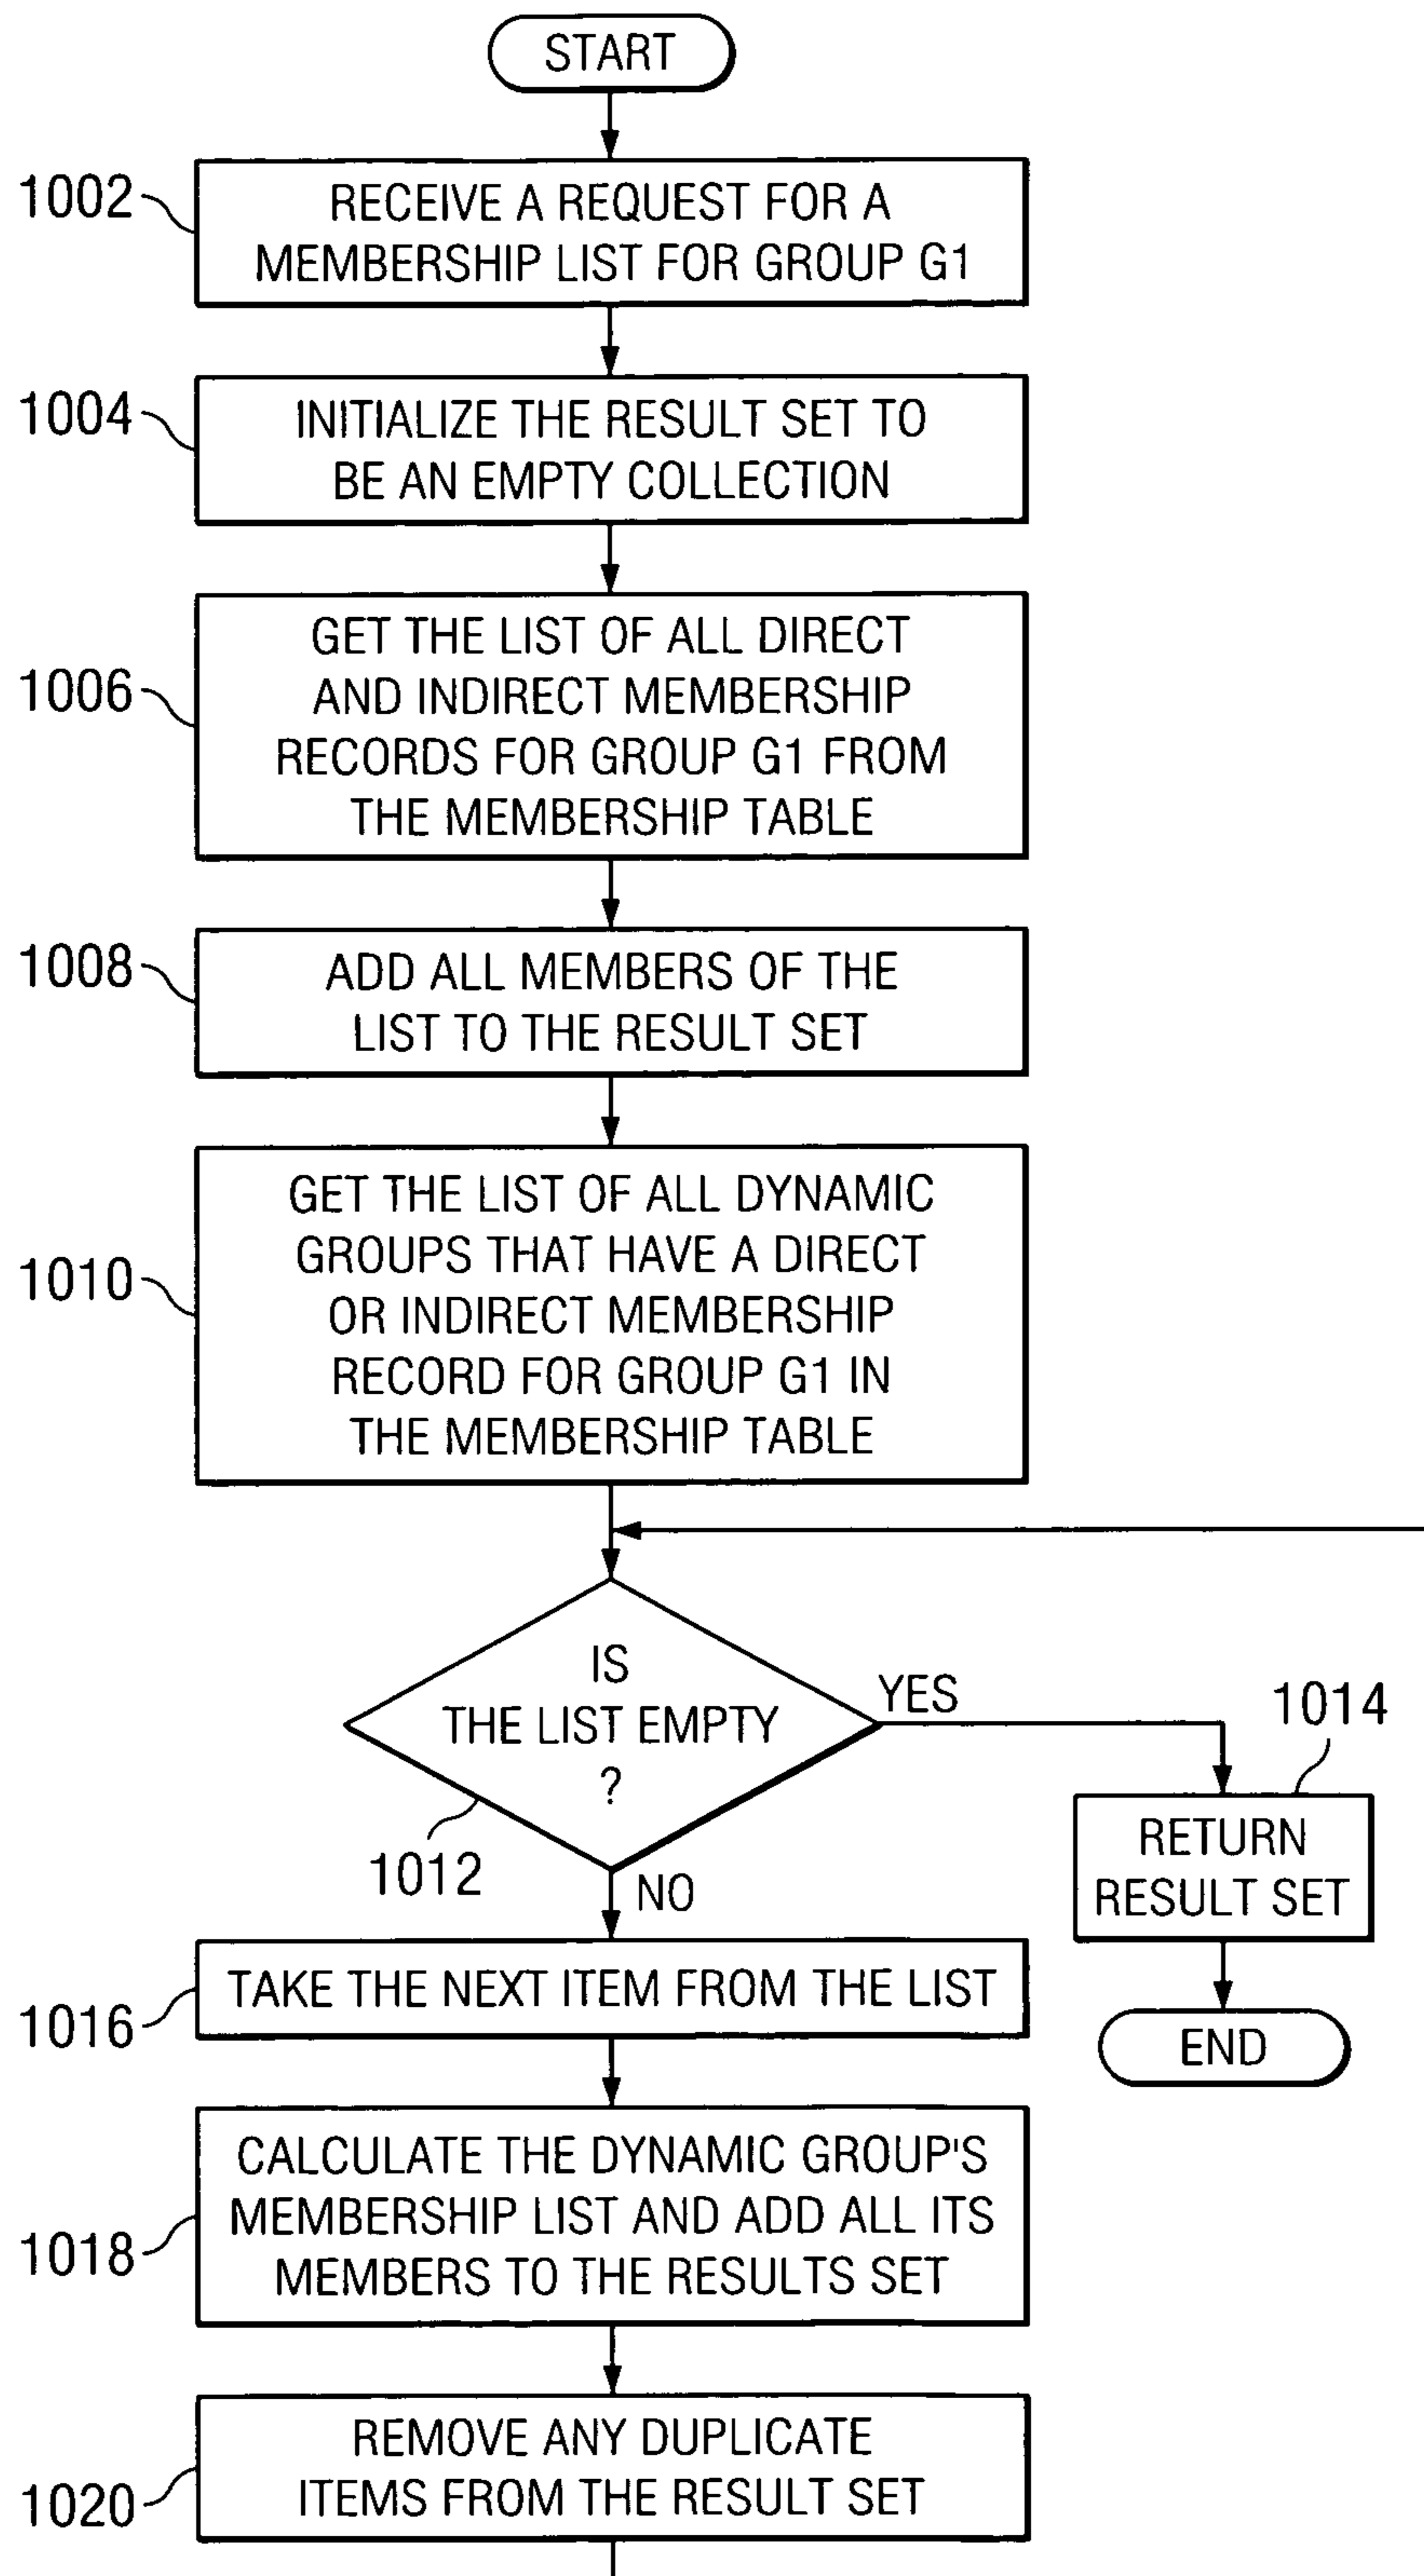 START
1002
RECEIVE A REQUEST FOR A
MEMBERSHIP LIST FOR GROUP G1
1004
INITIALIZE THE RESULT SET TO
BE AN EMPTY COLLECTION
1006
GET THE LIST OF ALL DIRECT
AND INDIRECT MEMBERSHIP
RECORDS FOR GROUP G1 FROM
THE MEMBERSHIP TABLE
1008
ADD ALL MEMBERS OF THE
LIST TO THE RESULT SET
1010
GET THE LIST OF ALL DYNAMIC
GROUPS THAT HAVE A DIRECT
OR INDIRECT MEMBERSHIP
RECORD FOR GROUP G1 IN
THE MEMBERSHIP TABLE
IS
THE LIST EMPTY
?
1012
YES
1014
RETURN
RESULT SET
END
NO
1016
TAKE THE NEXT ITEM FROM THE LIST
1018
CALCULATE THE DYNAMIC GROUP'S
MEMBERSHIP LIST AND ADD ALL ITS
MEMBERS TO THE RESULTS SET
1020
REMOVE ANY DUPLICATE
ITEMS FROM THE RESULT SET